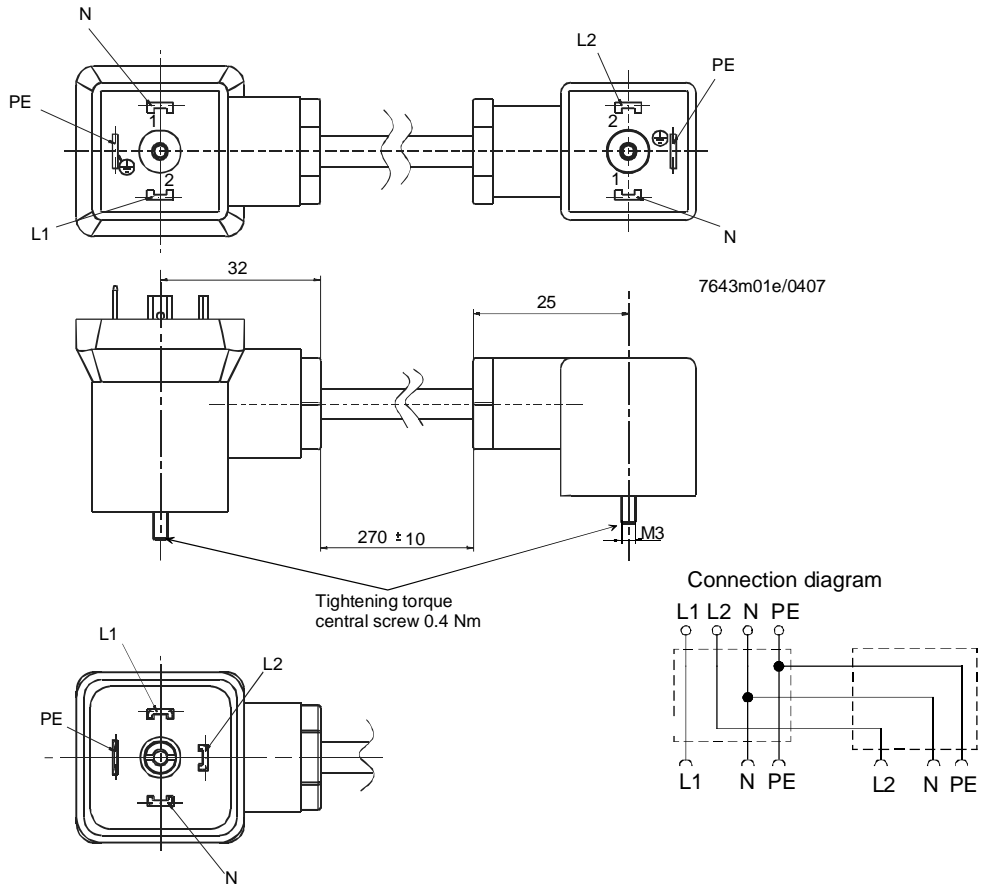 N
L2
PE
PE
1
2
2
1
L1
N
32
7643m01e/0407
25
270 ±10
M3
Tightening torque
central screw 0.4 Nm
Connection diagram
L1 L2 N PE
L1
L2
PE
N
L1 N PE L2 N PE